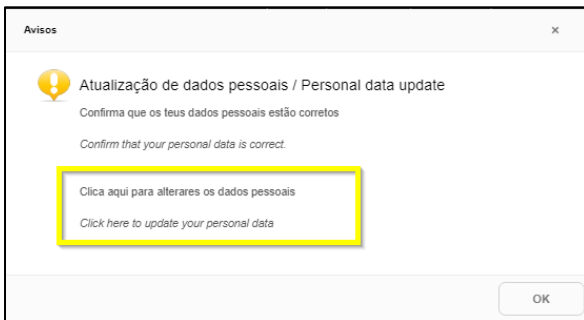 Avisos
Atualização de dados pessoais / Personal data update
Confirma que os teus dados pessoais estão corretos
Confirm that your personal data is correct.
Clica aqui para alterares os dados pessoais
Click here to update your personal data
OK